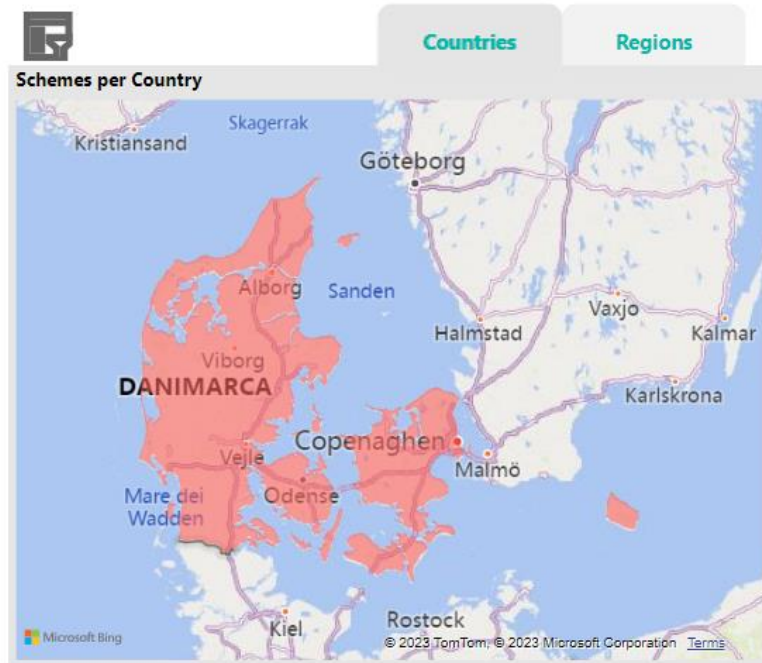 Countries
Regions
Schemes per Country
Skagerrak
Kristiansand
Göteborg
Alborg
Sanden
Vaxjo
Halmstad
Kalmar
Viborg
DANIMARCA
Karlskrona
Copenaghen
Vejle
Malmö
Mare dei
Wadden
Odense
Rostock
Kiel
Microsoft Bing
© 2023 TomTom, © 2023 Microsoft Corporation Terms